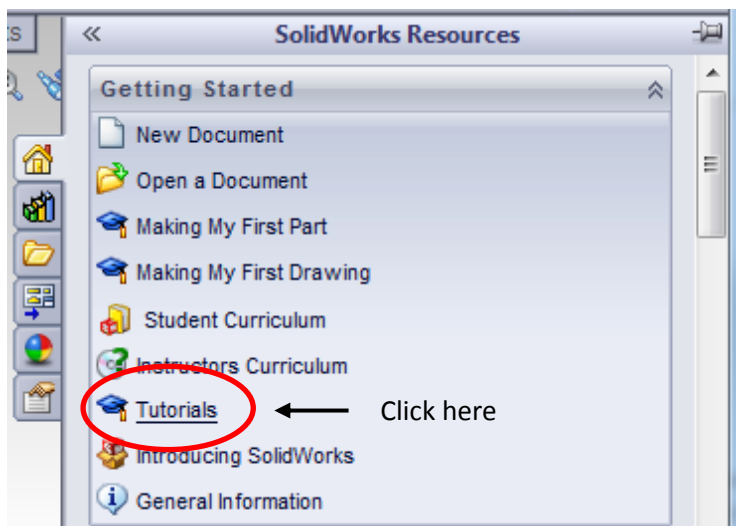 SolidWorks Resources
Getting Started
New Document
Open a Document
Making My First Part
Making My First Drawing
Student Curriculum
Instructors Curriculum
Tutorials
Click here
Introducing SolidWorks
General Information